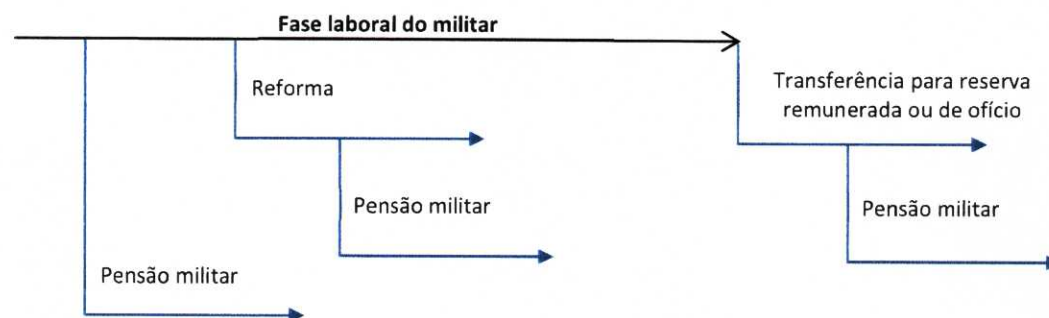 Fase laboral do militar
Reforma
Transferência para reserva
remunerada ou de ofício
Pensão militar
Pensão militar
Pensão militar